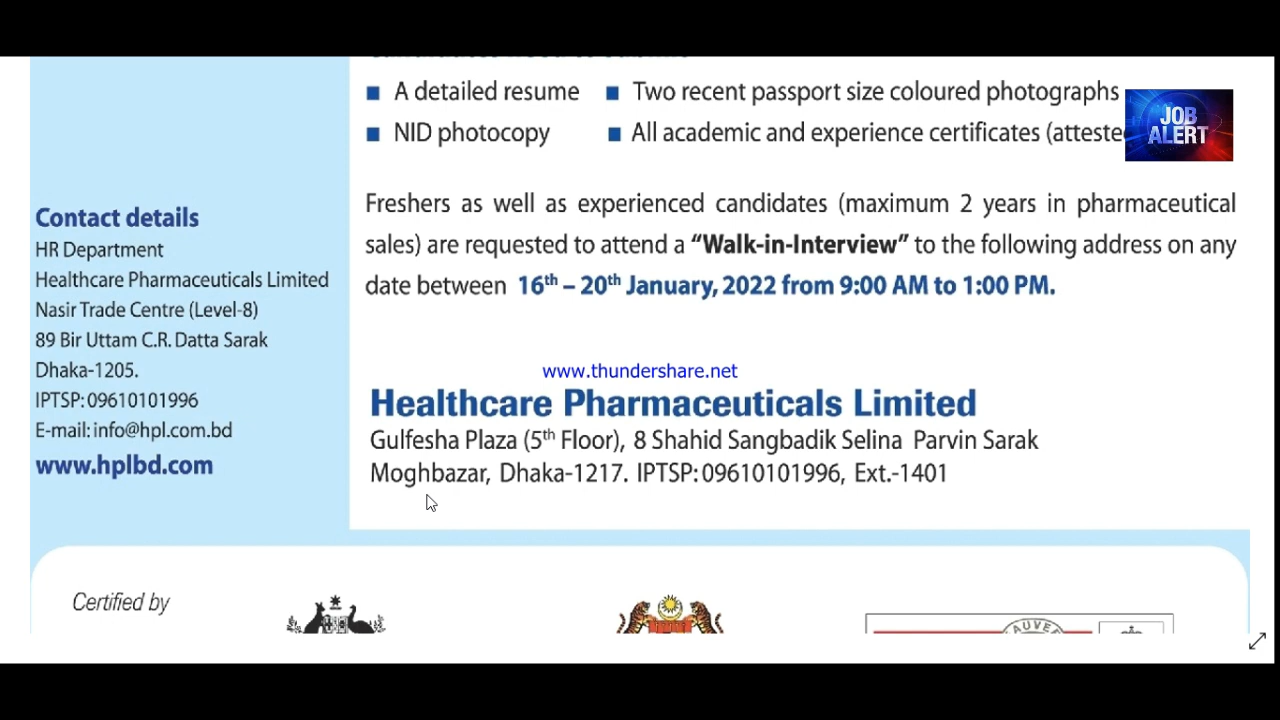 A detailed resume
Two recent passport size coloured photographs
NID photocopy
All academic and experience certificates (attested
JOB
ALERT
Freshers as well as experienced candidates (maximum 2 years in pharmaceutical
sales) are requested to attend a “Walk-in-Interview” to the following address on any
date between 16th – 20th January, 2022 from 9:00 AM to 1:00 PM.
Contact details
HR Department
Healthcare Pharmaceuticals Limited
Nasir Trade Centre (Level-8)
89 Bir Uttam C.R. Datta Sarak
Dhaka-1205.
IPTSP: 09610101996
E-mail: info@hpl.com.bd
www.hplbd.com
www.thundershare.net
Healthcare Pharmaceuticals Limited
Gulfesha Plaza (5th Floor), 8 Shahid Sangbadik Selina Parvin Sarak
Moghbazar, Dhaka-1217. IPTSP: 09610101996, Ext.-1401
Certified by